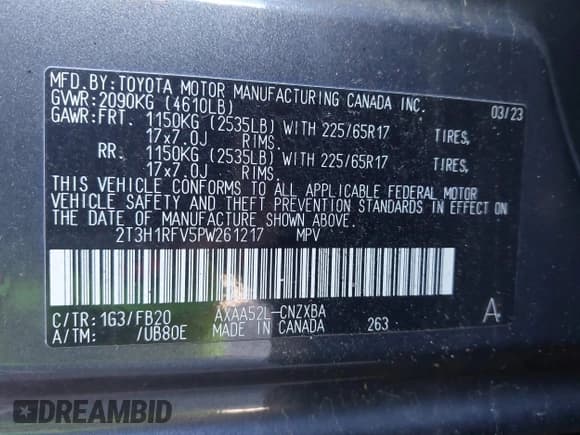 MFD.BY:TOYOTA MOTOR MANUFACTURING CANADA INC.
GVWR:2090KG (4610LB) 03/23
GAWR:FRT. 1150KG (2535LB) WITH 225/65R17 TIRES,
17x7.0J RIMS.
RR. 1150KG (2535LB) WITH 225/65R17 TIRES,
17x7.0J RIMS.
THIS VEHICLE CONFORMS TO ALL APPLICABLE FEDERAL MOTOR
VEHICLE SAFETY AND THEFT PREVENTION STANDARDS IN EFFECT ON
THE DATE OF MANUFACTURE SHOWN ABOVE.
2T3H1RFV5PW261217 MPV
C/TR:1G3/FB20 AXAA52L-CNZXBA A
A/TM: /UB80E MADE IN CANADA 263
DREAMBID